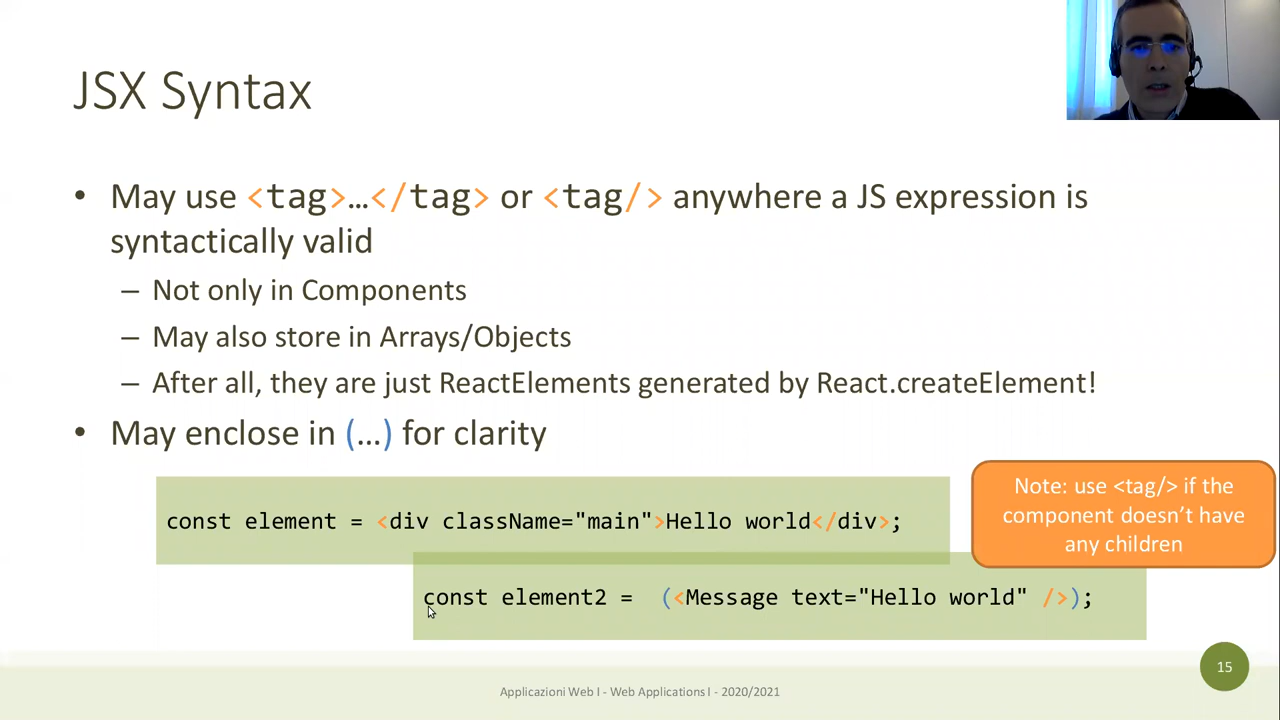 JSX Syntax
• May use <tag>…</tag> or <tag/> anywhere a JS expression is
syntactically valid
– Not only in Components
– May also store in Arrays/Objects
– After all, they are just ReactElements generated by React.createElement!
• May enclose in (…) for clarity
const element = <div className="main">Hello world</div>;
Note: use <tag/> if the
component doesn’t have
any children
const element2 =  (<Message text="Hello world" />);
15
Applicazioni Web I - Web Applications I - 2020/2021